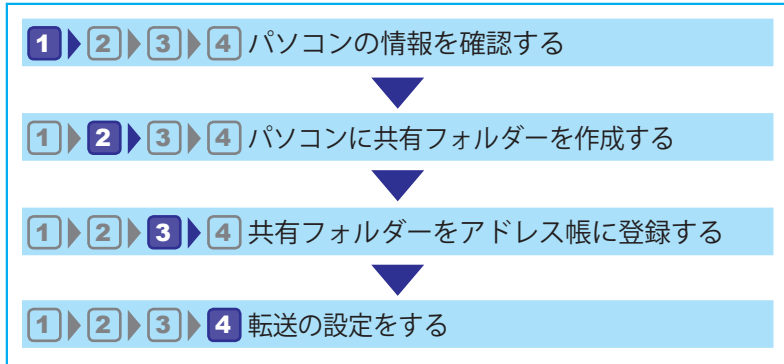 1 2 3 4 パソコンの情報を確認する
1 2 3 4 パソコンに共有フォルダーを作成する
1 2 3 4 共有フォルダーをアドレス帳に登録する
1 2 3 4 転送の設定をする